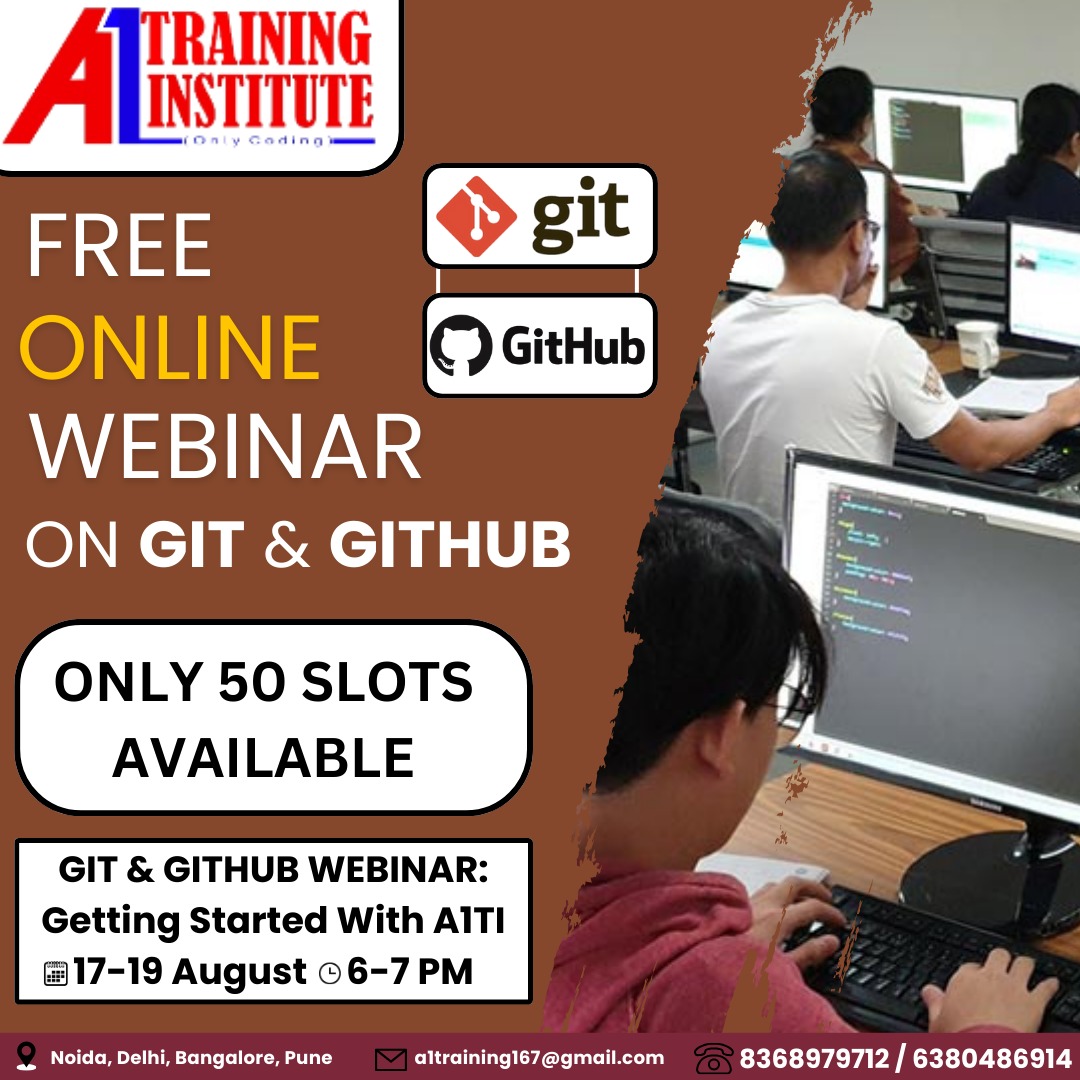 A1 TRAINING
INSTITUTE
(Only Coding)
git
GitHub
FREE
ONLINE
WEBINAR
ON GIT & GITHUB
ONLY 50 SLOTS
AVAILABLE
GIT & GITHUB WEBINAR:
Getting Started With A1TI
17-19 August 6-7 PM
Noida, Delhi, Bangalore, Pune a1training167@gmail.com 8368979712 / 6380486914